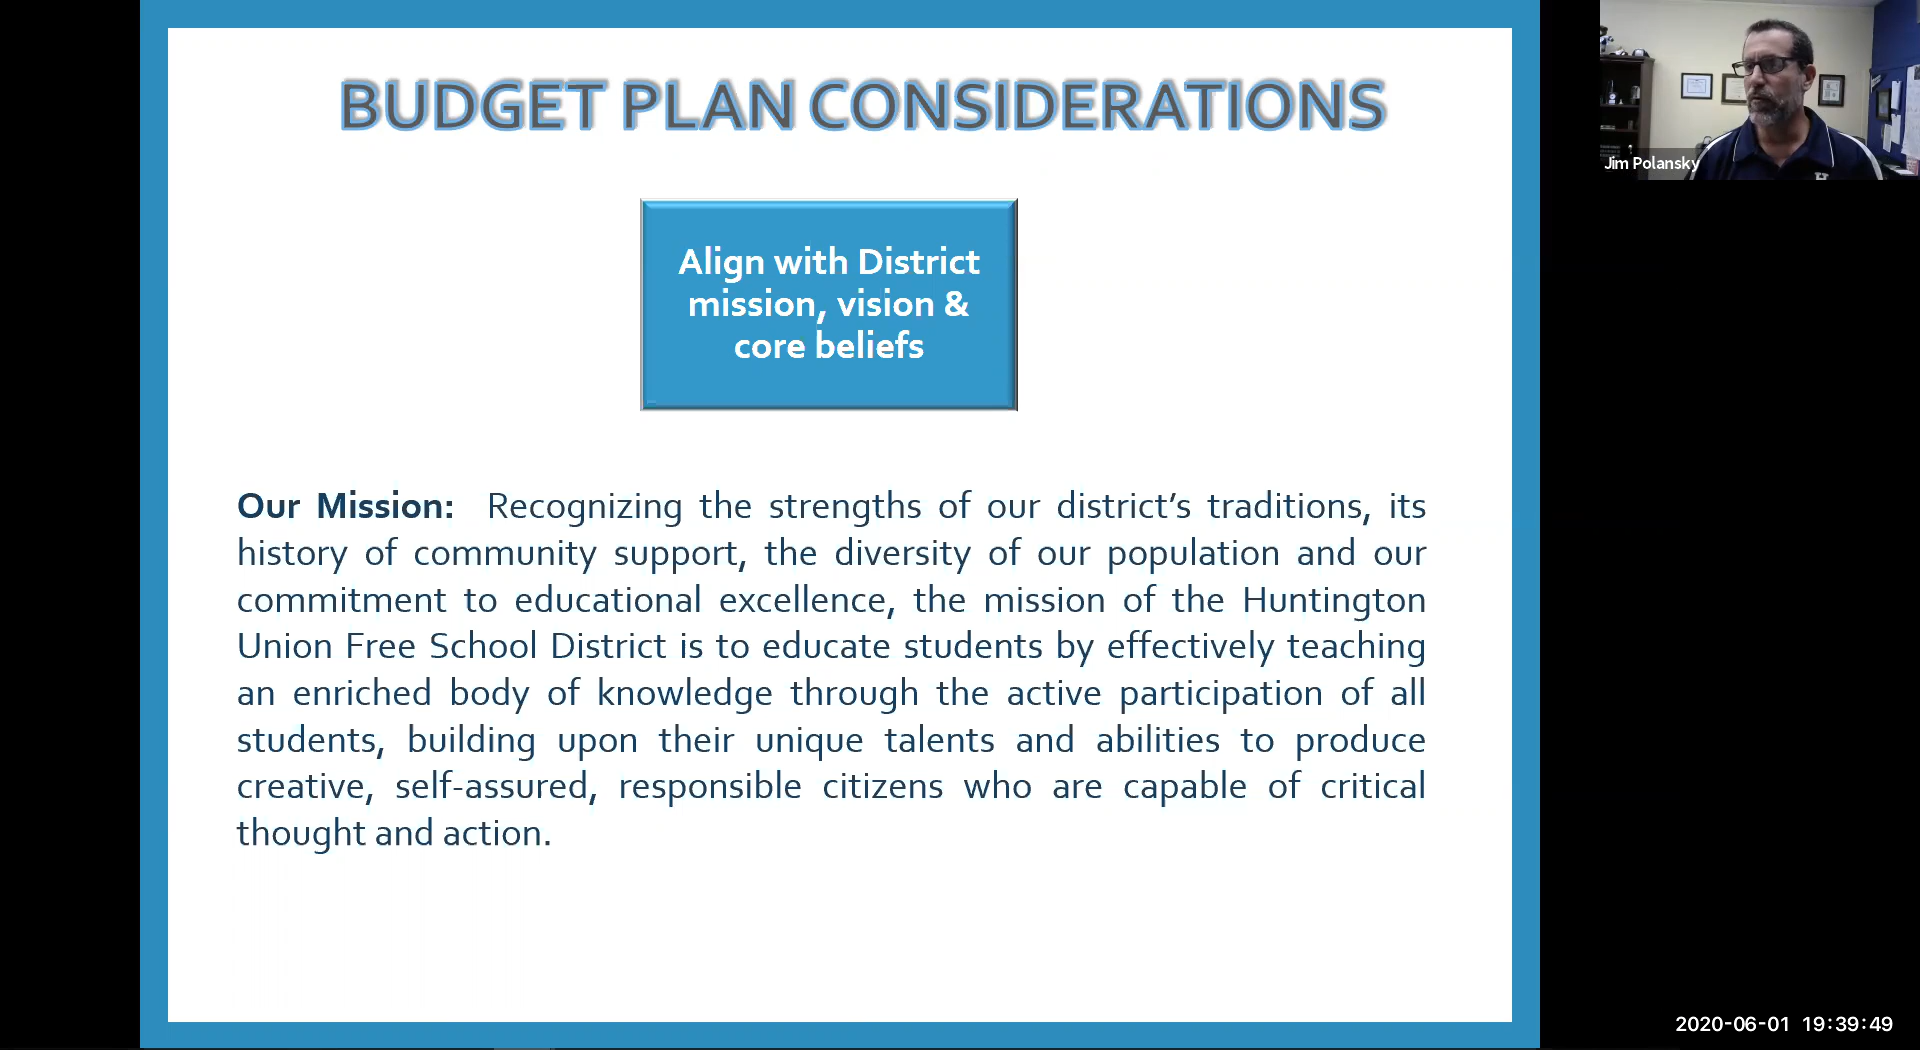 BUDGET PLAN CONSIDERATIONS
Align with District
mission, vision &
core beliefs
Our Mission: Recognizing the strengths of our district’s traditions, its
history of community support, the diversity of our population and our
commitment to educational excellence, the mission of the Huntington
Union Free School District is to educate students by effectively teaching
an enriched body of knowledge through the active participation of all
students, building upon their unique talents and abilities to produce
creative, self-assured, responsible citizens who are capable of critical
thought and action.
Jim Polansky
H
2020-06-01 19:39:49